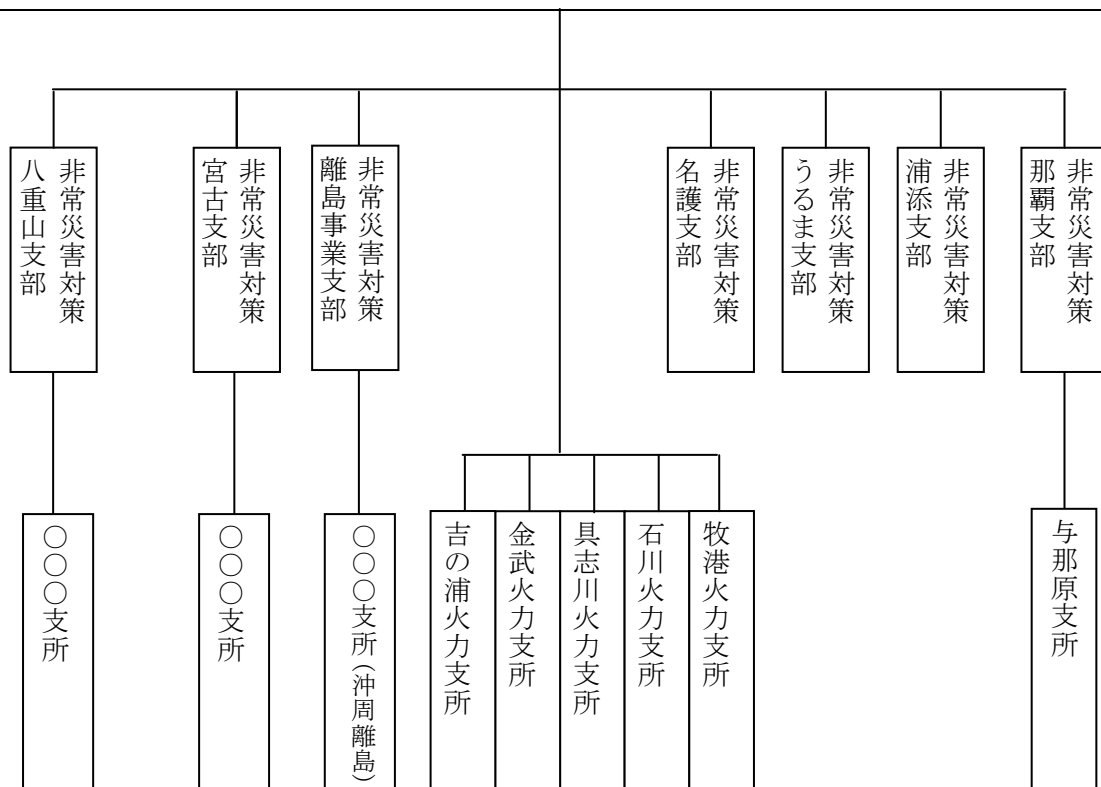 非常災害対策
那覇支部
非常災害対策
浦添支部
非常災害対策
うるま支部
非常災害対策
名護支部
非常災害対策
離島事業支部
非常災害対策
宮古支部
非常災害対策
八重山支部
与那原支所
牧港火力支所
石川火力支所
具志川火力支所
金武火力支所
吉の浦火力支所
○○○支所(沖周離島)
○○○支所
○○○支所